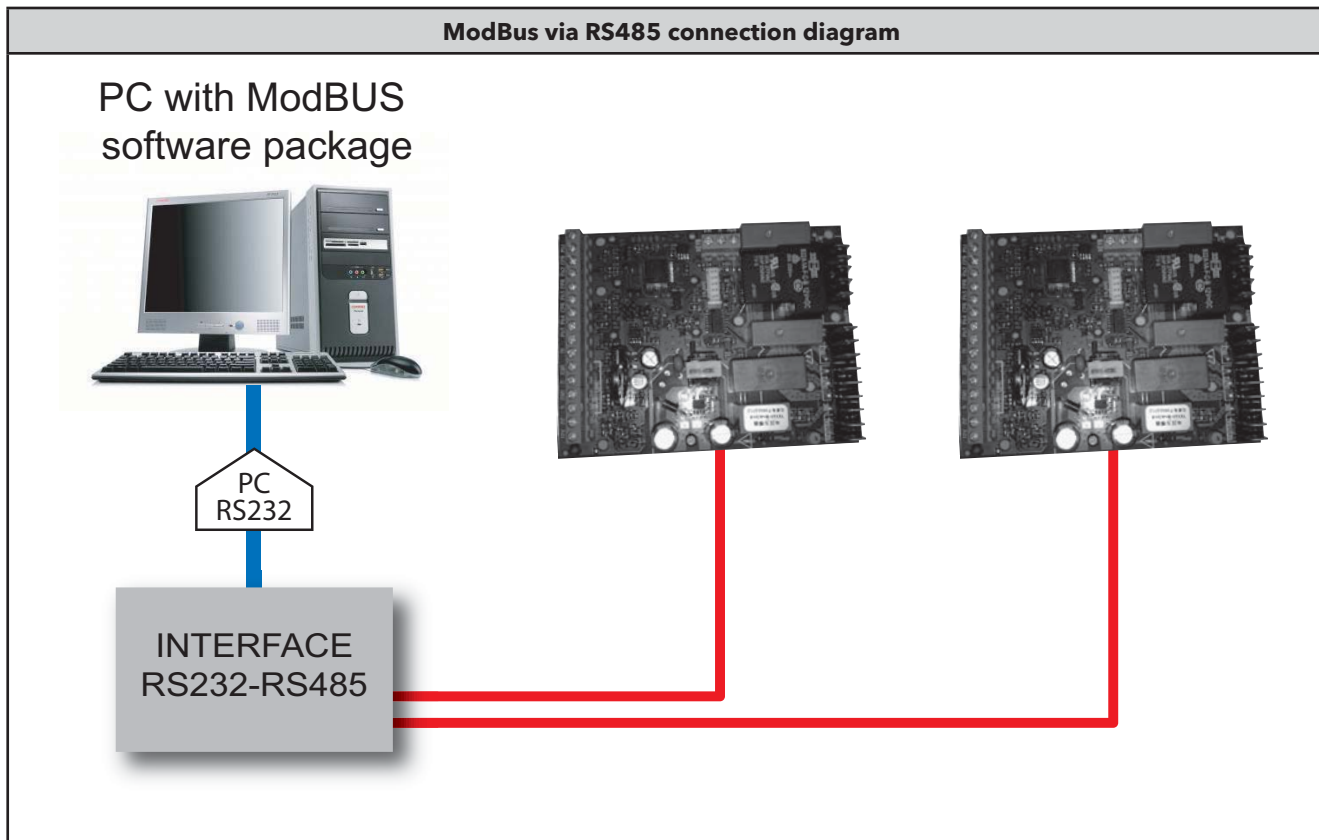 ModBus via RS485 connection diagram
PC with ModBUS
software package
PC
RS232
INTERFACE
RS232-RS485